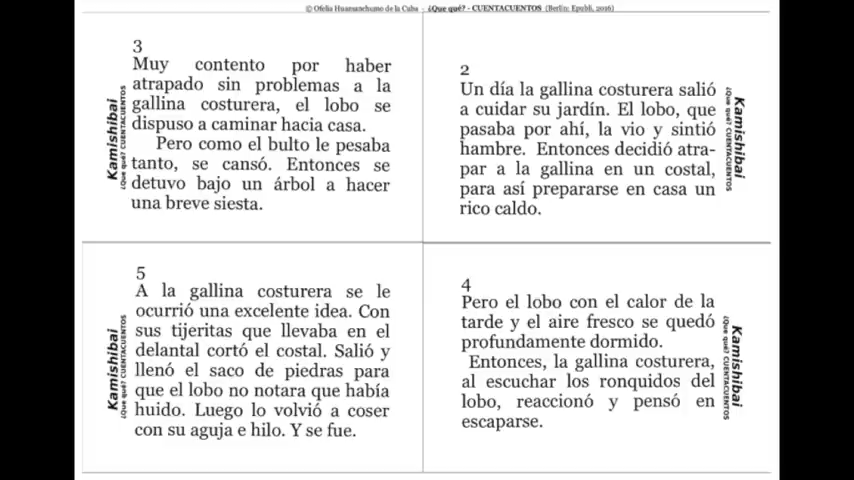 © Ofelia Huamanchumo de la Cuba - ¿Que qué? - CUENTACUENTOS (Berlin: Epubli, 2016)
3
Muy contento por haber
atrapado sin problemas a la
gallina costurera, el lobo se
dispuso a caminar hacia casa.
Pero como el bulto le pesaba
tanto, se cansó. Entonces se
detuvo bajo un árbol a hacer
una breve siesta.
Kamishibai
¿Que qué? CUENTACUENTOS
2
Un día la gallina costurera salió
a cuidar su jardín. El lobo, que
pasaba por ahí, la vio y sintió
hambre. Entonces decidió atra-
par a la gallina en un costal,
para así prepararse en casa un
rico caldo.
Kamishibai
¿Que qué? CUENTACUENTOS
5
A la gallina costurera se le
ocurrió una excelente idea. Con
sus tijeritas que llevaba en el
delantal cortó el costal. Salió y
llenó el saco de piedras para
que el lobo no notara que había
huido. Luego lo volvió a coser
con su aguja e hilo. Y se fue.
Kamishibai
¿Que qué? CUENTACUENTOS
4
Pero el lobo con el calor de la
tarde y el aire fresco se quedó
profundamente dormido.
Entonces, la gallina costurera,
al escuchar los ronquidos del
lobo, reaccionó y pensó en
escaparse.
Kamishibai
¿Que qué? CUENTACUENTOS